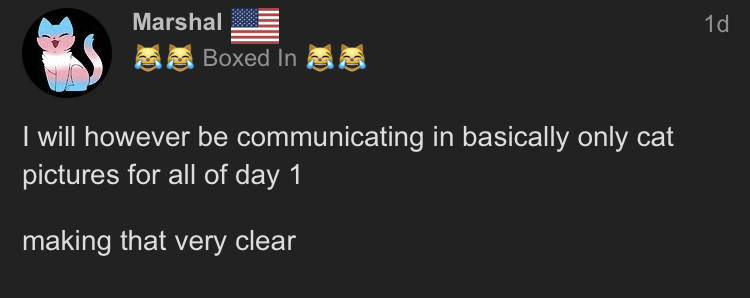 Marshal 🇺🇸
1d
😹😹 Boxed In 😹😹
I will however be communicating in basically only cat
pictures for all of day 1
making that very clear